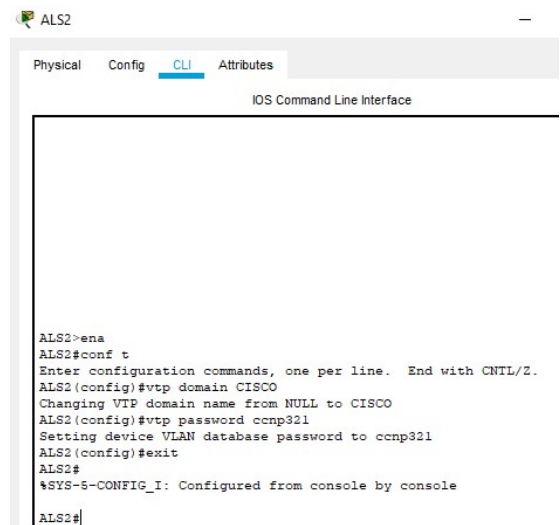 ALS2
Physical Config CLI Attributes
IOS Command Line Interface
ALS2>ena
ALS2#conf t
Enter configuration commands, one per line.  End with CNTL/Z.
ALS2(config)#vtp domain CISCO
Changing VTP domain name from NULL to CISCO
ALS2(config)#vtp password ccnp321
Setting device VLAN database password to ccnp321
ALS2(config)#exit
ALS2#
%SYS-5-CONFIG_I: Configured from console by console
ALS2#